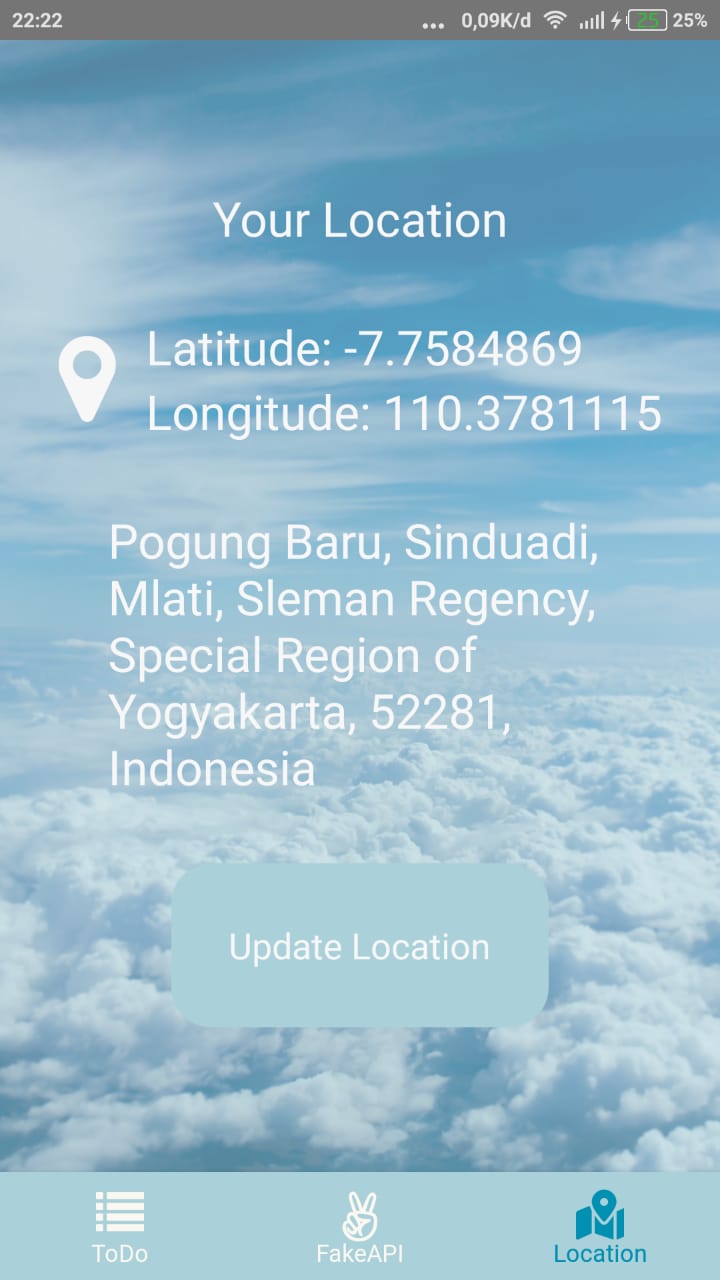 22:22 ... 0,09K/d 25 25%
Your Location
Latitude: -7.7584869
Longitude: 110.3781115
Pogung Baru, Sinduadi,
Mlati, Sleman Regency,
Special Region of
Yogyakarta, 52281,
Indonesia
Update Location
ToDo FakeAPI Location